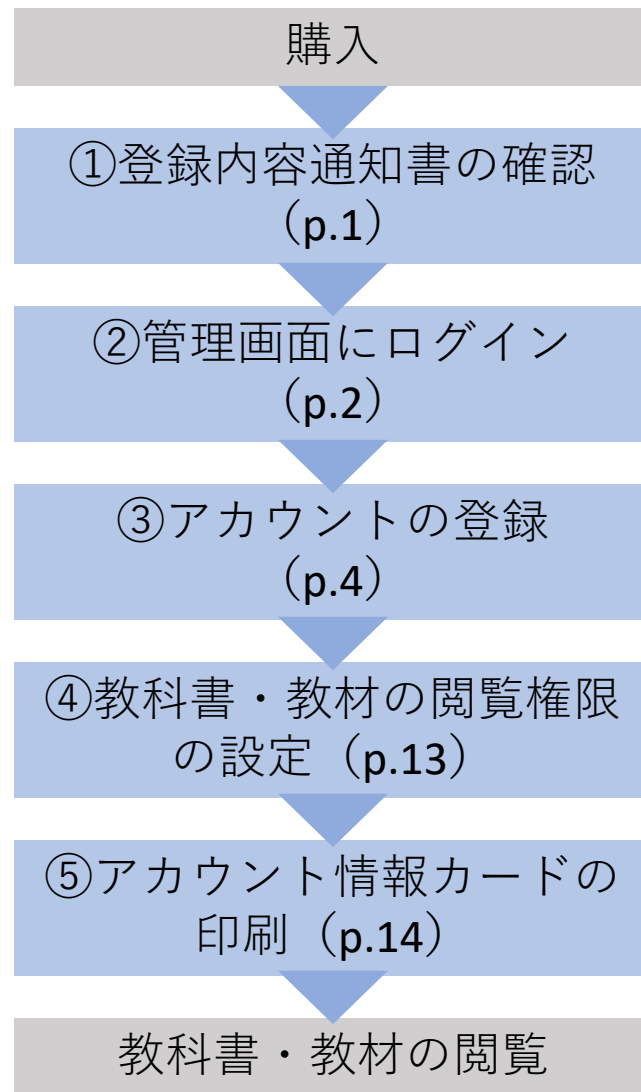 購入
①登録内容通知書の確認
（p.1）
②管理画面にログイン
（p.2）
③アカウントの登録
（p.4）
④教科書・教材の閲覧権限
の設定（p.13）
⑤アカウント情報カードの
印刷（p.14）
教科書・教材の閲覧